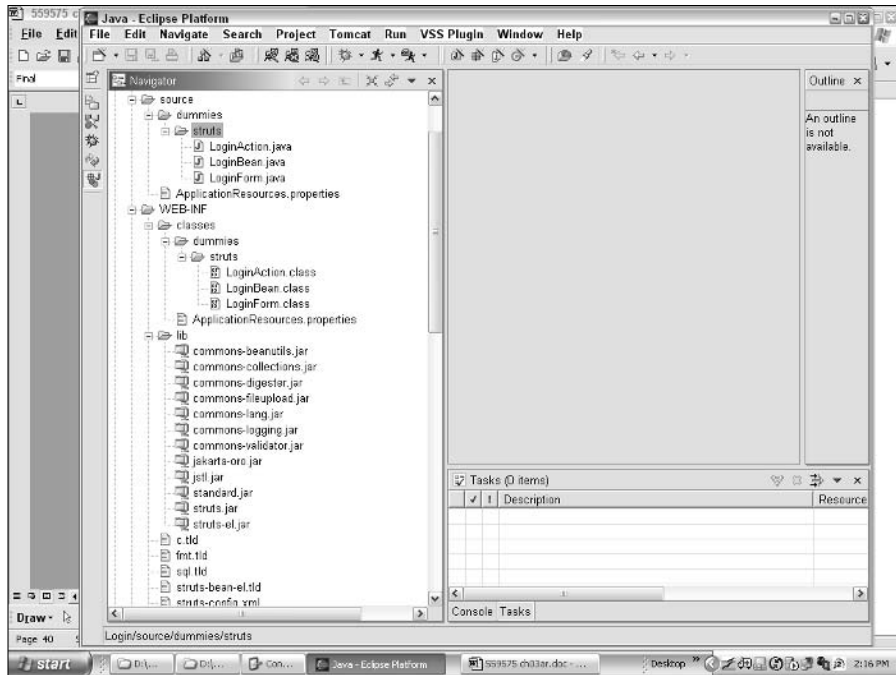 559575 c
Java - Eclipse Platform
File Edit
File Edit Navigate Search Project Tomcat Run VSS Plugin Window Help
Final
Navigator
Outline
source
dummies
struts
LoginAction.java
LoginBean.java
LoginForm.java
ApplicationResources.properties
WEB-INF
classes
dummies
struts
LoginAction.class
LoginBean.class
LoginForm.class
ApplicationResources.properties
lib
commons-beanutils.jar
commons-collections.jar
commons-digester.jar
commons-fileupload.jar
commons-lang.jar
commons-logging.jar
commons-validator.jar
jakarta-oro.jar
jstl.jar
standard.jar
struts.jar
struts-el.jar
c.tld
fmt.tld
sql.tld
struts-bean-el.tld
struts-config.xml
An outline
is not
available.
Tasks (0 items)
! Description Resource
Console Tasks
Draw
Page 40
Login/source/dummies/struts
start
D:\...
D:\...
Con...
Java - Eclipse Platform
559575 ch03ar.doc - ...
Desktop »
2:16 PM